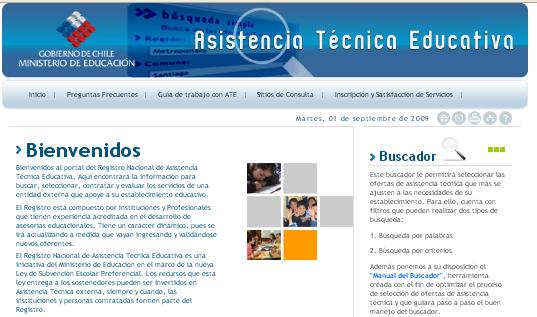 búsqueda simple
Busca
Región:
Metropolitan
Comuna:
Santiago
Asistencia Técnica Educativa
GOBIERNO DE CHILE
MINISTERIO DE EDUCACIÓN
Inicio | Preguntas Frecuentes | Guía de trabajo con ATE | Sitios de Consulta | Inscripción y Satisfacción de Servicios |
Martes, 01 de septiembre de 2009
Bienvenidos
Bienvenidos al portal del Registro Nacional de Asistencia
Técnica Educativa. Aquí encontrará la información para
buscar, seleccionar, contratar y evaluar los servicios de una
entidad externa que apoye a su establecimiento educativo.
El Registro está compuesto por Instituciones y Profesionales
que tienen experiencia acreditada en el desarrollo de
asesorías educacionales. Tiene un carácter dinámico, pues se
irá actualizando a medida que vayan ingresando y validándose
nuevos oferentes.
El Registro Nacional de Asistencia Técnica Educativa es una
iniciativa del Ministerio de Educación en el marco de la nueva
Ley de Subvención Escolar Preferencial. Los recursos que esta
ley entrega a los sostenedores pueden ser invertidos en
Asistencia Técnica externa, siempre y cuando, las
instituciones y personas contratadas formen parte del
Registro.
Buscador
Este buscador le permitirá seleccionar las
ofertas de asistencia técnica que más se
ajusten a las necesidades de su
establecimiento. Para ello, cuenta con
filtros que pueden realizar dos tipos de
búsqueda:
1. Búsqueda por palabras
2. Búsqueda por criterios
Además ponemos a su disposición el
"Manual del Buscador", herramienta
creada con el fin de optimizar el proceso
de selección de ofertas de asistencia
técnica y que guiará paso a paso el buen
manejo del buscador.